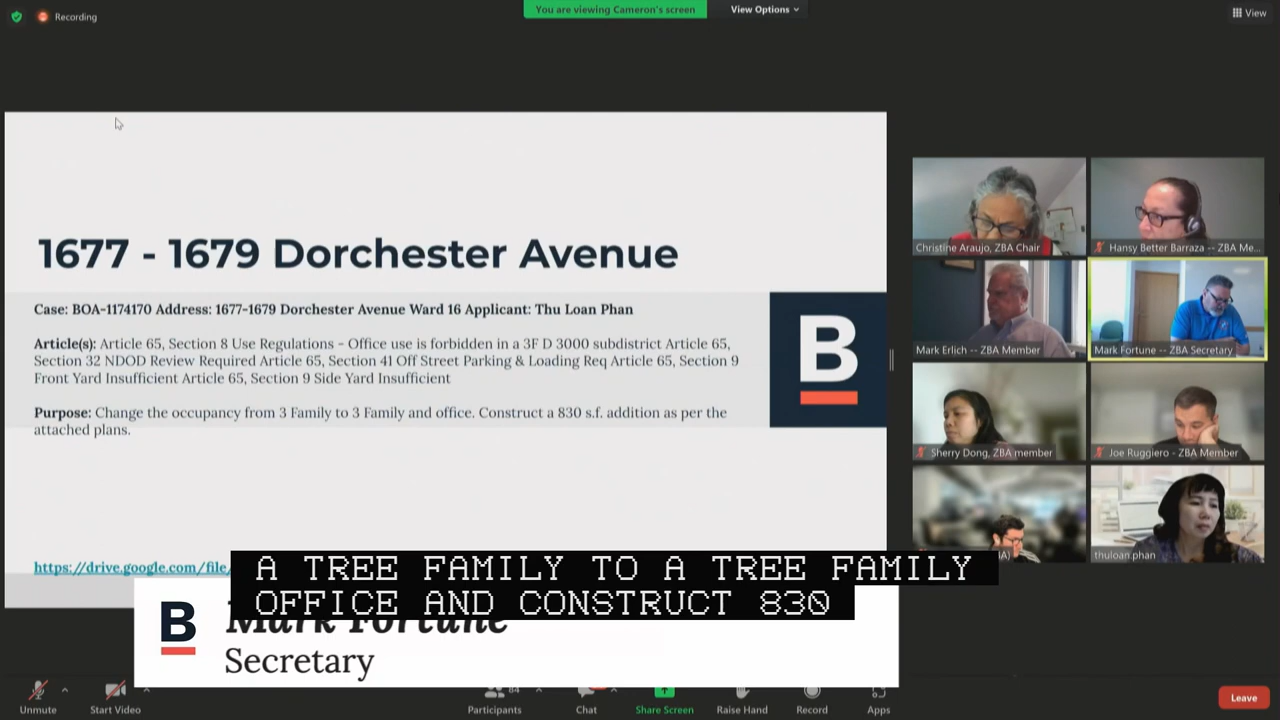 Recording
You are viewing Cameron's screen
View Options
View
1677 - 1679 Dorchester Avenue
Case: BOA-1174170 Address: 1677-1679 Dorchester Avenue Ward 16 Applicant: Thu Loan Phan
Article(s): Article 65, Section 8 Use Regulations - Office use is forbidden in a 3F D 3000 subdistrict Article 65,
Section 32 NDOD Review Required Article 65, Section 41 Off Street Parking & Loading Req Article 65, Section 9
Front Yard Insufficient Article 65, Section 9 Side Yard Insufficient
Purpose: Change the occupancy from 3 Family to 3 Family and office. Construct a 830 s.f. addition as per the
attached plans.
B
https://drive.google.com/file/
Christine Araujo, ZBA Chair
Hansy Better Barraza -- ZBA Me...
Mark Erlich -- ZBA Member
Mark Fortune -- ZBA Secretary
Sherry Dong, ZBA member
Joe Ruggiero - ZBA Member
thuloan.phan
A TREE FAMILY TO A TREE FAMILY
OFFICE AND CONSTRUCT 830
B
Mark Fortune
Secretary
Unmute
Start Video
Participants
84
Chat
Share Screen
Raise Hand
Record
Apps
Leave